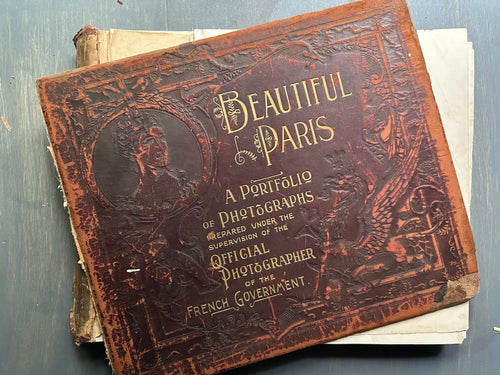 BEAUTIFUL
PARIS
A PORTFOLIO
OF PHOTOGRAPHS
PREPARED UNDER THE
SUPERVISION OF THE
OFFICIAL
PHOTOGRAPHER
OF THE
FRENCH GOVERNMENT